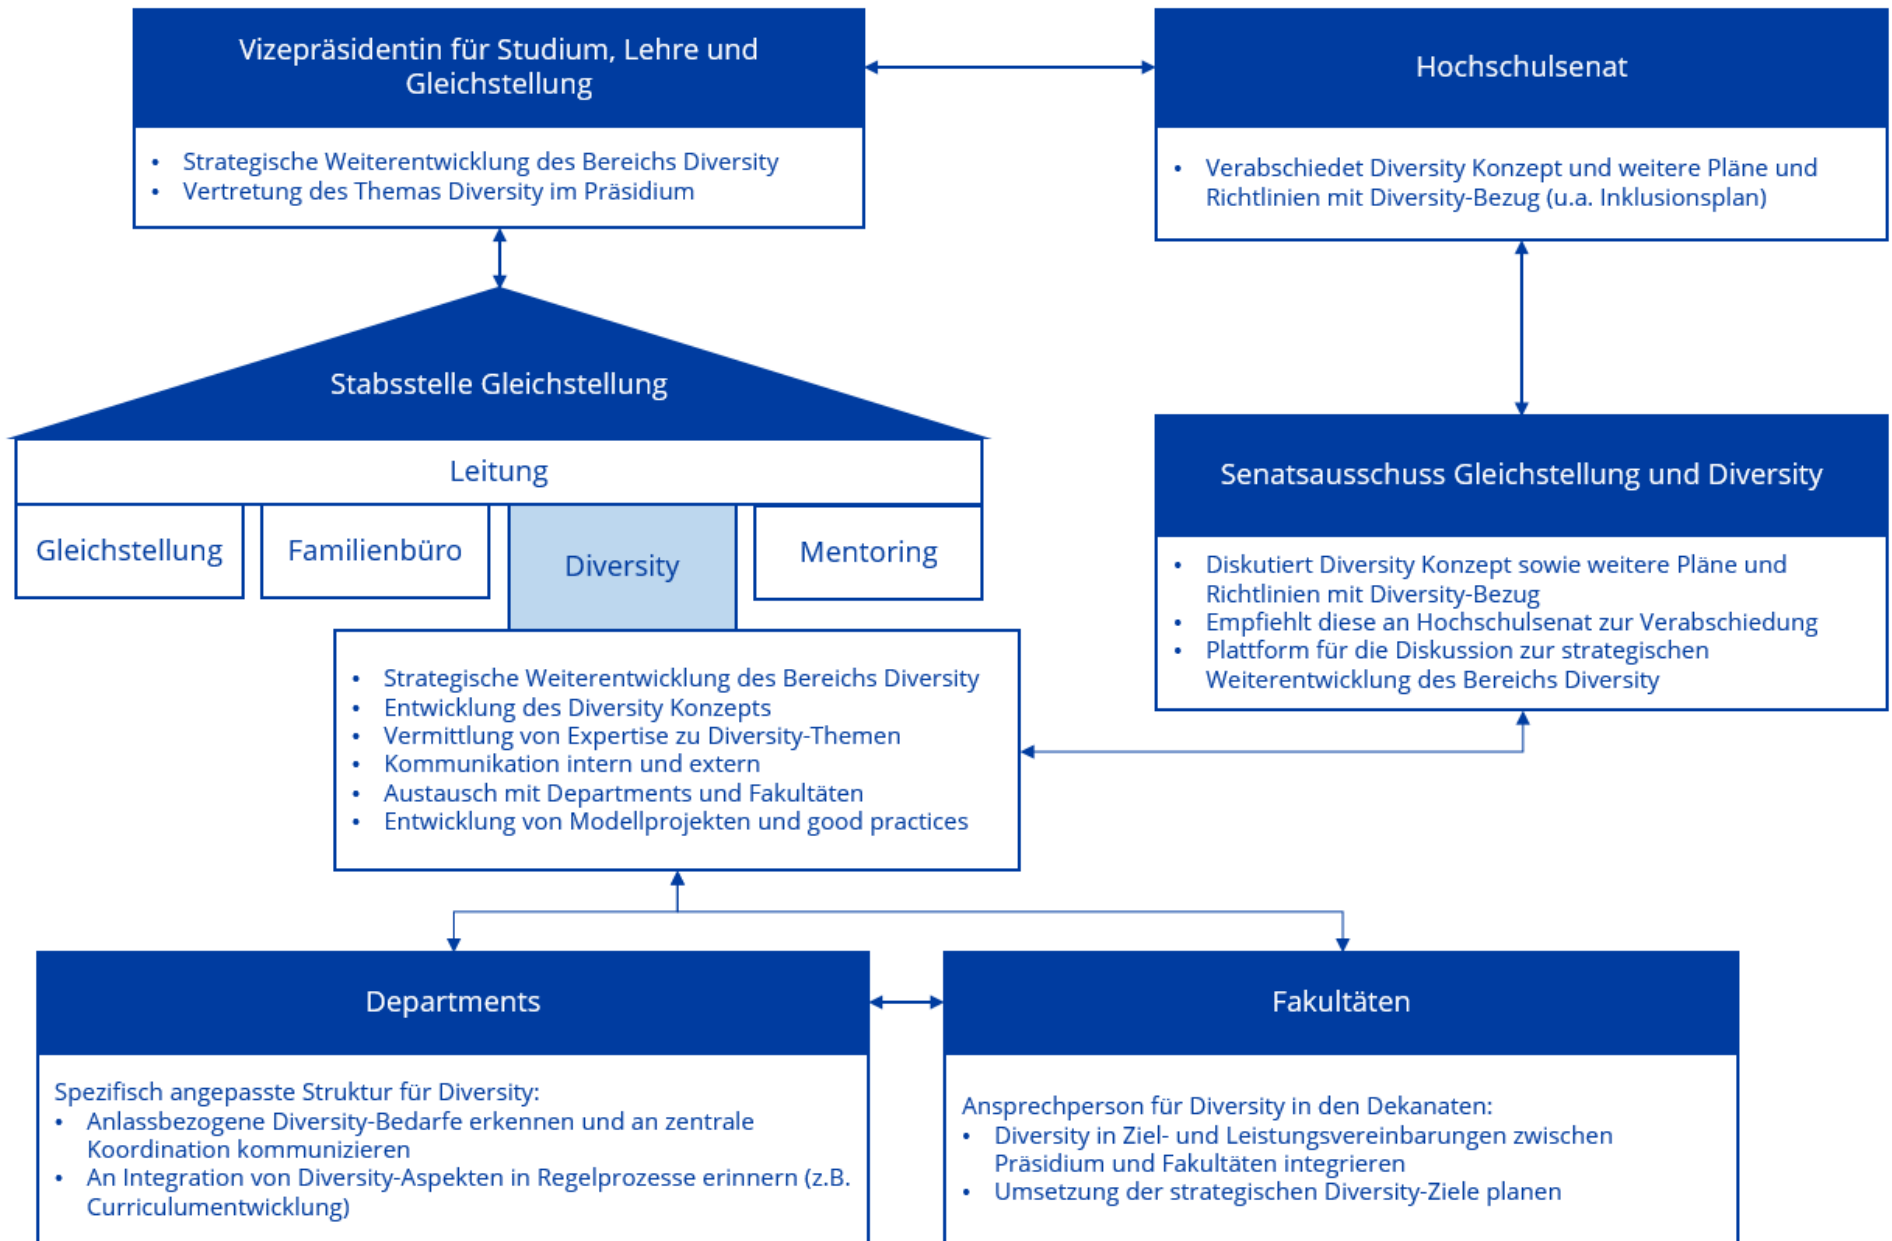 Vizepräsidentin für Studium, Lehre und
Gleichstellung
• Strategische Weiterentwicklung des Bereichs Diversity
• Vertretung des Themas Diversity im Präsidium
Hochschulsenat
• Verabschiedet Diversity Konzept und weitere Pläne und
Richtlinien mit Diversity-Bezug (u.a. Inklusionsplan)
Stabsstelle Gleichstellung
Leitung
Gleichstellung
Familienbüro
Diversity
Mentoring
• Strategische Weiterentwicklung des Bereichs Diversity
• Entwicklung des Diversity Konzepts
• Vermittlung von Expertise zu Diversity-Themen
• Kommunikation intern und extern
• Austausch mit Departments und Fakultäten
• Entwicklung von Modellprojekten und good practices
Senatsausschuss Gleichstellung und Diversity
• Diskutiert Diversity Konzept sowie weitere Pläne und
Richtlinien mit Diversity-Bezug
• Empfiehlt diese an Hochschulsenat zur Verabschiedung
• Plattform für die Diskussion zur strategischen
Weiterentwicklung des Bereichs Diversity
Departments
Spezifisch angepasste Struktur für Diversity:
• Anlassbezogene Diversity-Bedarfe erkennen und an zentrale
Koordination kommunizieren
• An Integration von Diversity-Aspekten in Regelprozesse erinnern (z.B.
Curriculumentwicklung)
Fakultäten
Ansprechperson für Diversity in den Dekanaten:
• Diversity in Ziel- und Leistungsvereinbarungen zwischen
Präsidium und Fakultäten integrieren
• Umsetzung der strategischen Diversity-Ziele planen